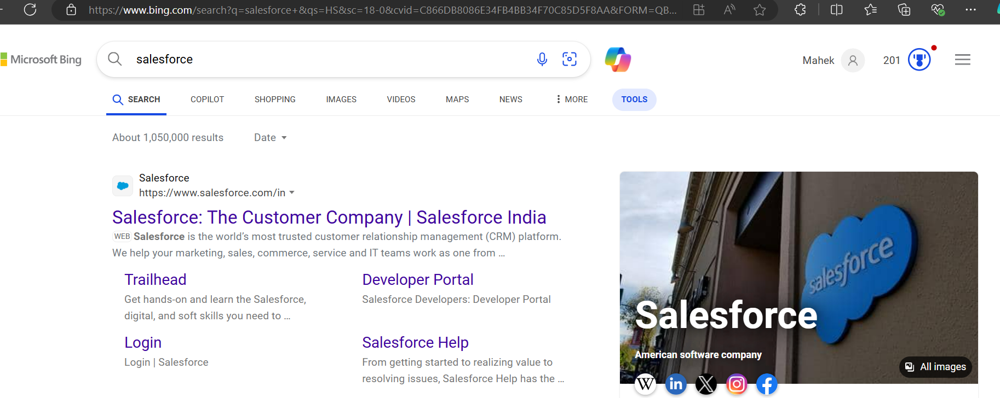 https://www.bing.com/search?q=salesforce+&qs=HS&sc=18-0&cvid=C866DB8086E34FB4BB34F70C85D5F8AA&FORM=QB...
Microsoft Bing
salesforce
Mahek
201
SEARCH
COPILOT
SHOPPING
IMAGES
VIDEOS
MAPS
NEWS
MORE
TOOLS
About 1,050,000 results
Date
Salesforce
https://www.salesforce.com/in
Salesforce: The Customer Company | Salesforce India
WEB Salesforce is the world's most trusted customer relationship management (CRM) platform.
We help your marketing, sales, commerce, service and IT teams work as one from ...
Trailhead
Get hands-on and learn the Salesforce,
digital, and soft skills you need to ...
Developer Portal
Salesforce Developers: Developer Portal
Login
Login | Salesforce
Salesforce Help
From getting started to realizing value to
resolving issues, Salesforce Help has the ...
salesforce
Salesforce
American software company
All images
W
in
X
f